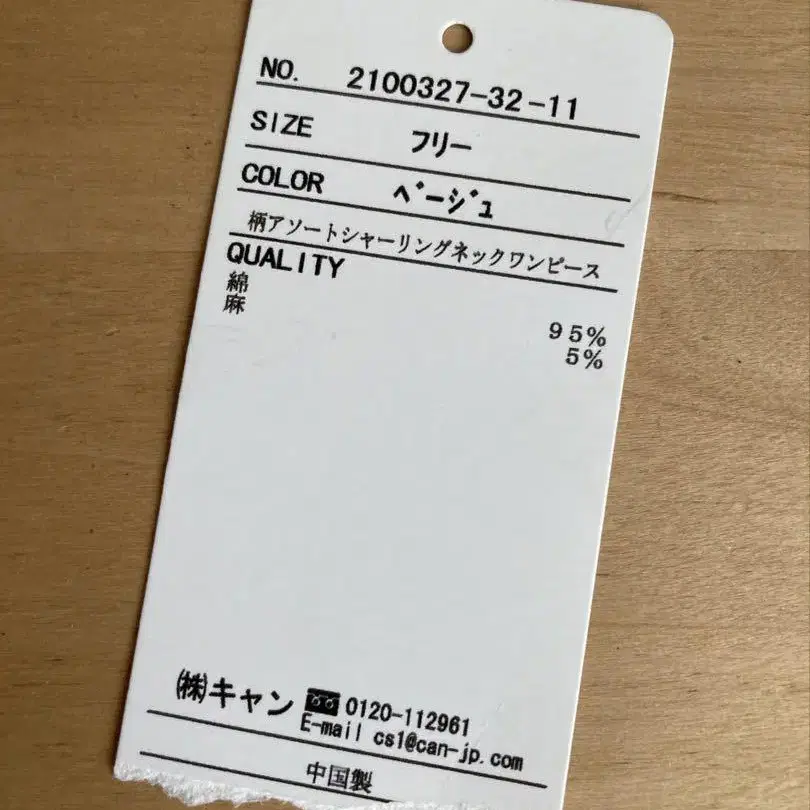 NO. 2100327-32-11
SIZE フリー
COLOR ベージュ
柄アソートシャーリングネックワンピース
QUALITY
綿 95%
麻 5%
㈱キャン 0120-112961
E-mail cs1@can-jp.com
中国製